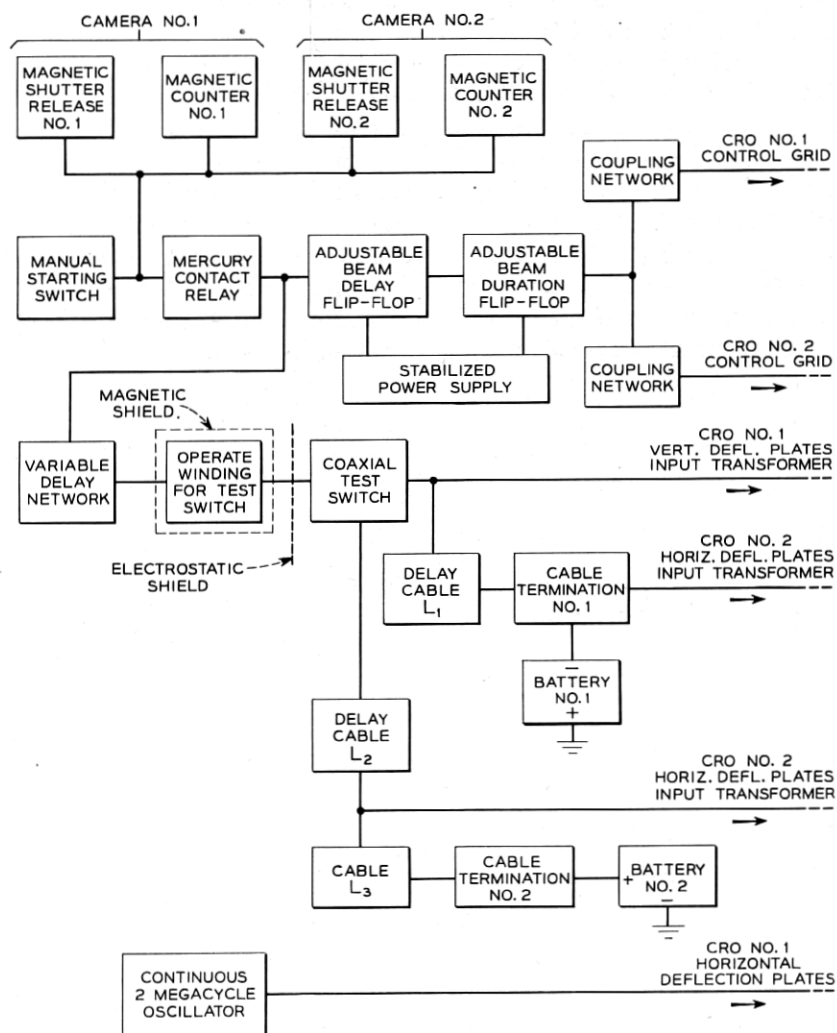 CAMERA NO.1
CAMERA NO.2
MAGNETIC
SHUTTER
RELEASE
NO. 1
MAGNETIC
COUNTER
NO. 1
MAGNETIC
SHUTTER
RELEASE
NO. 2
MAGNETIC
COUNTER
NO. 2
COUPLING
NETWORK
CRO NO. 1
CONTROL GRID
MANUAL
STARTING
SWITCH
MERCURY
CONTACT
RELAY
ADJUSTABLE
BEAM
DELAY
FLIP-FLOP
ADJUSTABLE
BEAM
DURATION
FLIP-FLOP
STABILIZED
POWER SUPPLY
COUPLING
NETWORK
CRO NO. 2
CONTROL GRID
MAGNETIC
SHIELD
VARIABLE
DELAY
NETWORK
OPERATE
WINDING
FOR TEST
SWITCH
ELECTROSTATIC
SHIELD
COAXIAL
TEST
SWITCH
CRO NO. 1
VERT. DEFL. PLATES
INPUT TRANSFORMER
DELAY
CABLE
L1
CABLE
TERMINATION
NO. 1
CRO NO. 2
HORIZ. DEFL. PLATES
INPUT TRANSFORMER
−
BATTERY
NO. 1
+
DELAY
CABLE
L2
CRO NO. 2
HORIZ. DEFL. PLATES
INPUT TRANSFORMER
CABLE
L3
CABLE
TERMINATION
NO. 2
+ BATTERY
NO. 2
−
CONTINUOUS
2 MEGACYCLE
OSCILLATOR
CRO NO. 1
HORIZONTAL
DEFLECTION PLATES